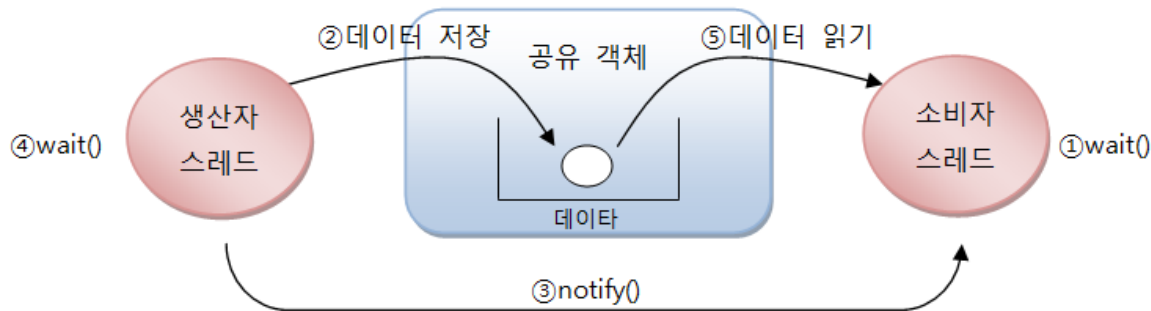 ②데이터 저장
공유 객체
⑤데이터 읽기
생산자
스레드
④wait()
데이타
소비자
스레드
①wait()
③notify()